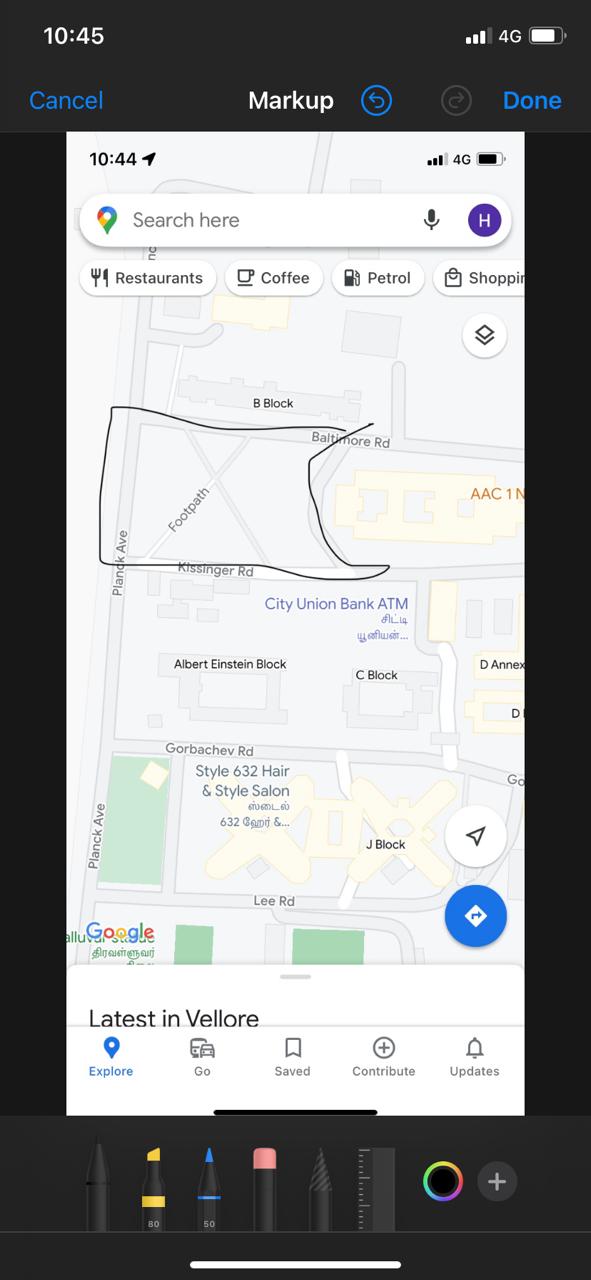 10:45
4G
Cancel
Markup
Done
10:44
4G
Search here
H
Restaurants
Coffee
Petrol
Shoppin
B Block
Baltimore Rd
AAC 1 N
Footpath
Planck Ave
Kissinger Rd
City Union Bank ATM
சிட்டி
யூனியன்...
Albert Einstein Block
C Block
D Annex
D
Gorbachev Rd
Go
Style 632 Hair
& Style Salon
ஸ்டைல்
632 ஹேர் &...
Planck Ave
J Block
Lee Rd
Google
திருவள்ளுவர்
Latest in Vellore
Explore
Go
Saved
Contribute
Updates
80
50